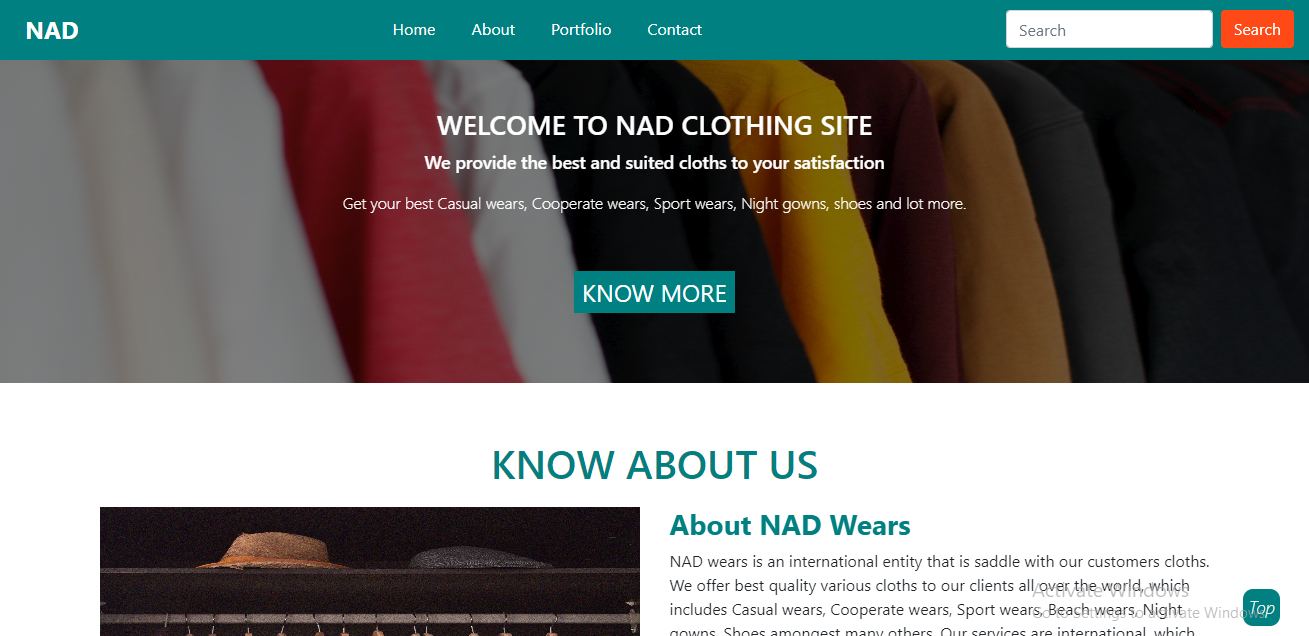 NAD
Home About Portfolio Contact
Search
Search
WELCOME TO NAD CLOTHING SITE
We provide the best and suited cloths to your satisfaction
Get your best Casual wears, Cooperate wears, Sport wears, Night gowns, shoes and lot more.
KNOW MORE
KNOW ABOUT US
About NAD Wears
NAD wears is an international entity that is saddle with our customers cloths.
We offer best quality various cloths to our clients all over the world, which
includes Casual wears, Cooperate wears, Sport wears, Beach wears, Night
gowns, Shoes amongst many others. Our services are international, which
Activate Windows
Go to Settings to activate Windows.
Top